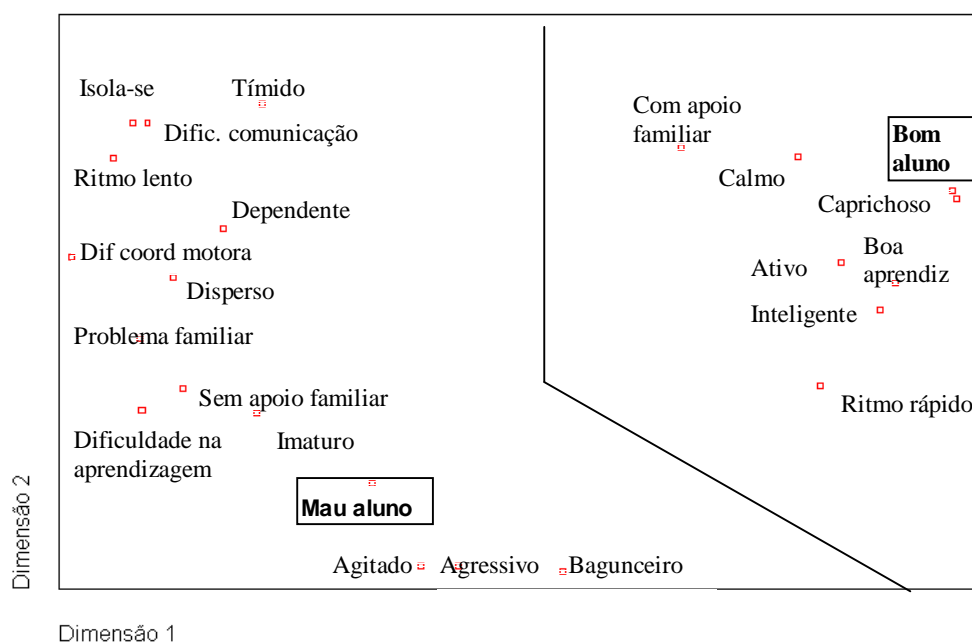 Isola-se
Tímido
Dific. comunicação
Ritmo lento
Dependente
Dif coord motora
Disperso
Problema familiar
Sem apoio familiar
Dificuldade na
aprendizagem
Imaturo
Mau aluno
Agitado
Agressivo
Bagunceiro
Com apoio
familiar
Bom
aluno
Calmo
Caprichoso
Ativo
Boa
aprendiz
Inteligente
Ritmo rápido
Dimensão 2
Dimensão 1